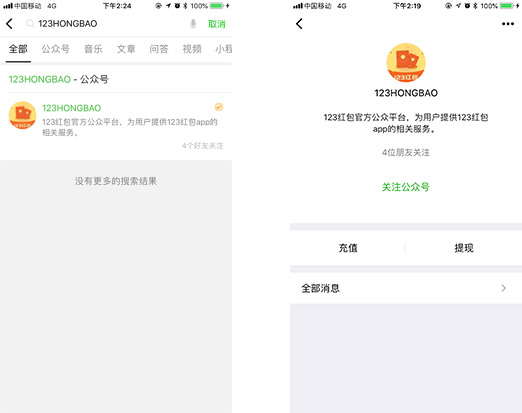 中国移动 4G 下午2:24 100%
123HONGBAO 取消
全部 公众号 音乐 文章 问答 视频 小程
123HONGBAO - 公众号
123HONGBAO
123红包官方公众平台，为用户提供123红包app的
相关服务。
4个好友关注
没有更多的搜索结果
中国移动 4G 下午2:19 100%
123红包
123HONGBAO
123红包官方公众平台，为用户提供123红包
app的相关服务。
4位朋友关注
关注公众号
充值 提现
全部消息